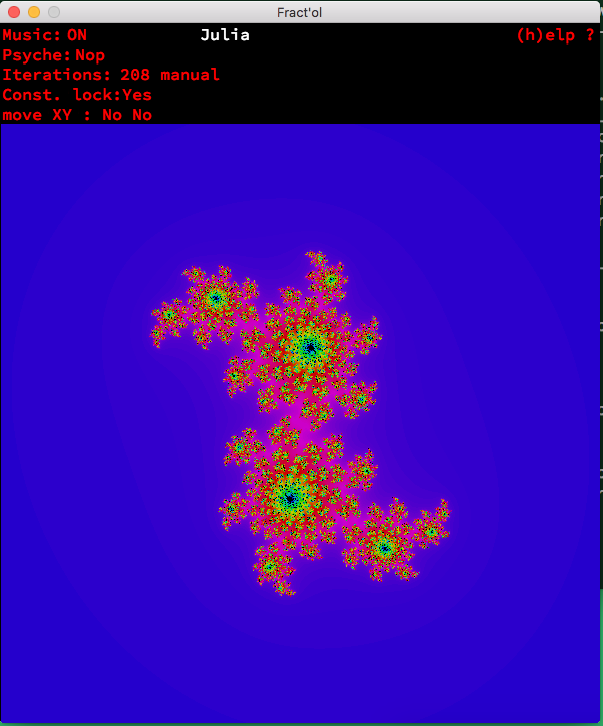 Fract'ol
Music: ON Julia (h)elp ?
Psyche: Nop
Iterations: 208 manual
Const. lock:Yes
move XY : No No